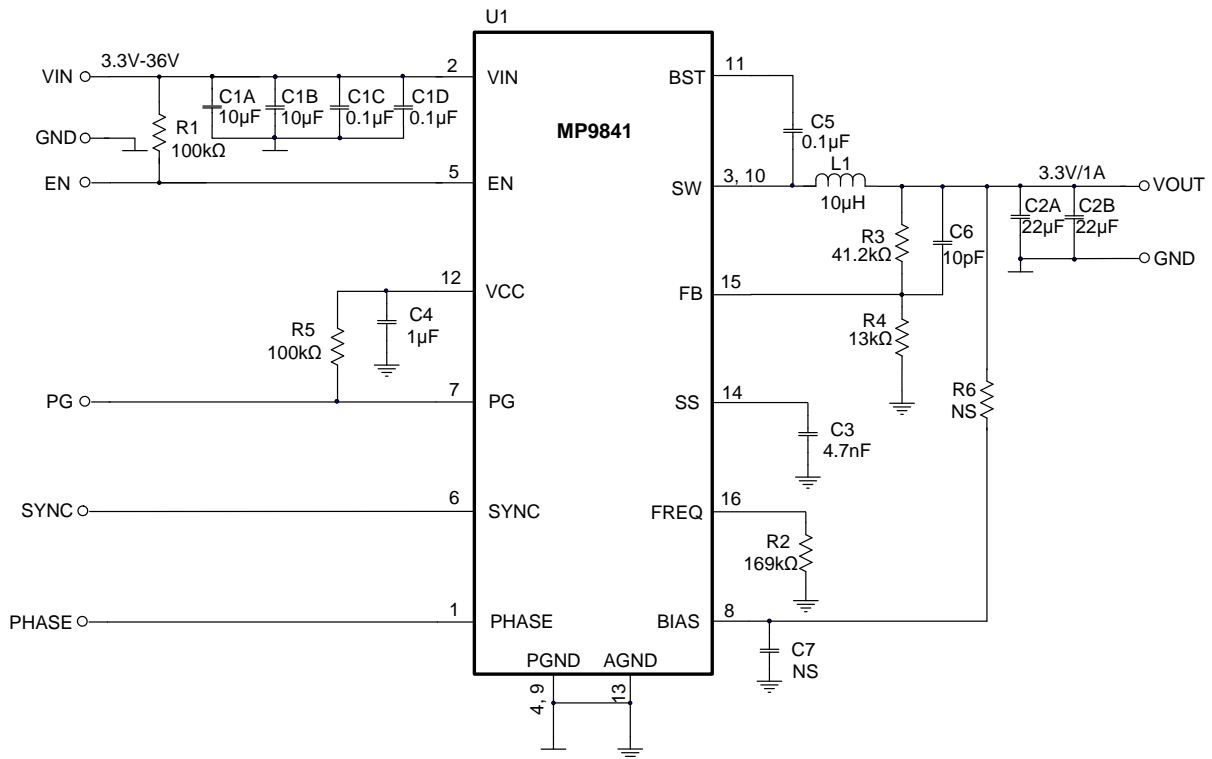 U1
3.3V-36V
VIN
GND
EN
R1
100kΩ
C1A
10µF
C1B
10µF
C1C
0.1µF
C1D
0.1µF
2
VIN
5
EN
12
VCC
R5
100kΩ
C4
1µF
PG
7
PG
SYNC
6
SYNC
PHASE
1
PHASE
MP9841
PGND
AGND
4, 9
13
BST
11
C5
0.1µF
SW
3, 10
L1
10µH
3.3V/1A
VOUT
C2A
22µF
C2B
22µF
GND
R3
41.2kΩ
C6
10pF
FB
15
R4
13kΩ
R6
NS
SS
14
C3
4.7nF
FREQ
16
R2
169kΩ
BIAS
8
C7
NS